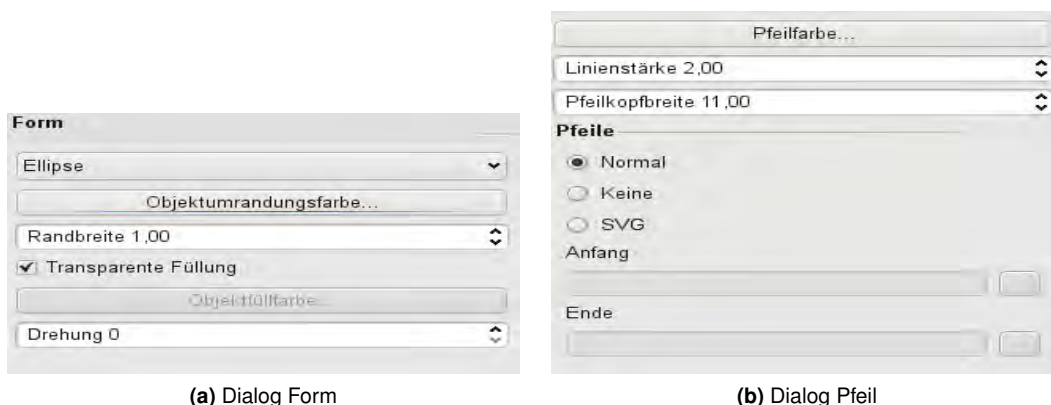 Form
Ellipse
Objektumrandungsfarbe...
Randbreite 1,00
Transparente Füllung
Objektfüllfarbe...
Drehung 0
(a) Dialog Form
Pfeilfarbe...
Linienstärke 2,00
Pfeilkopfbreite 11,00
Pfeile
Normal
Keine
SVG
Anfang
...
Ende
...
(b) Dialog Pfeil